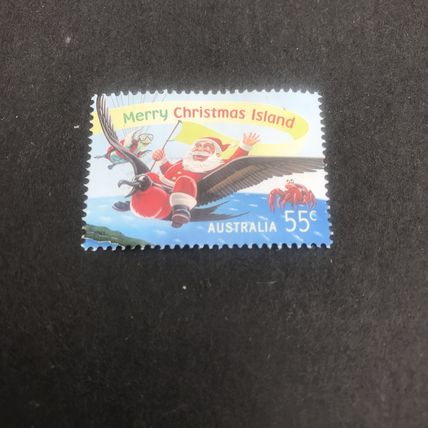 Merry Christmas Island
AUSTRALIA 55c